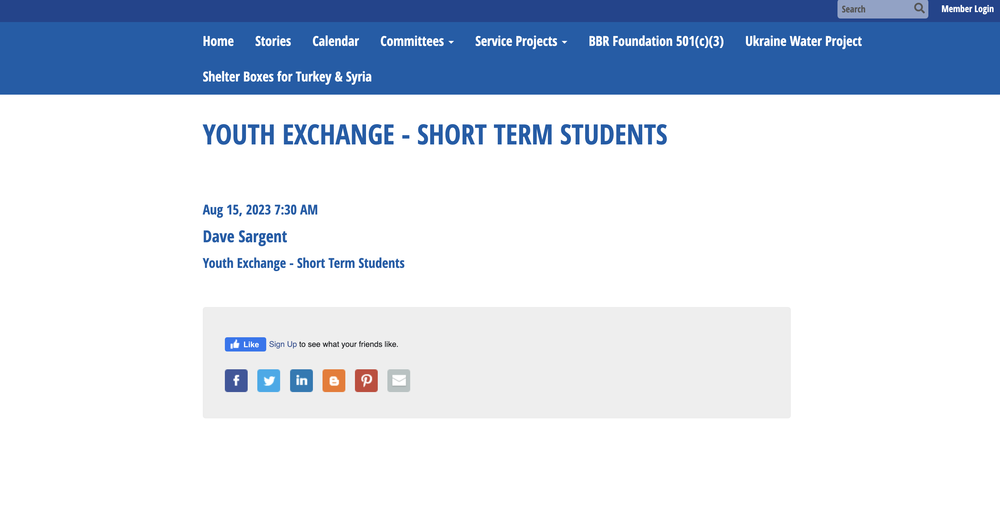 Search
Member Login
Home Stories Calendar Committees Service Projects BBR Foundation 501(c)(3) Ukraine Water Project
Shelter Boxes for Turkey & Syria
YOUTH EXCHANGE - SHORT TERM STUDENTS
Aug 15, 2023 7:30 AM
Dave Sargent
Youth Exchange - Short Term Students
Like Sign Up to see what your friends like.